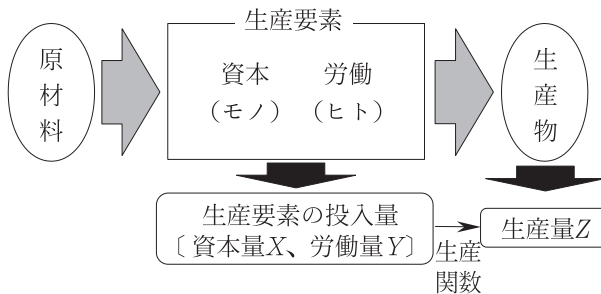 原材料
生産要素
資本 労働
(モノ) (ヒト)
生産物
生産要素の投入量
〔資本量X、労働量Y〕
生産関数
生産量Z